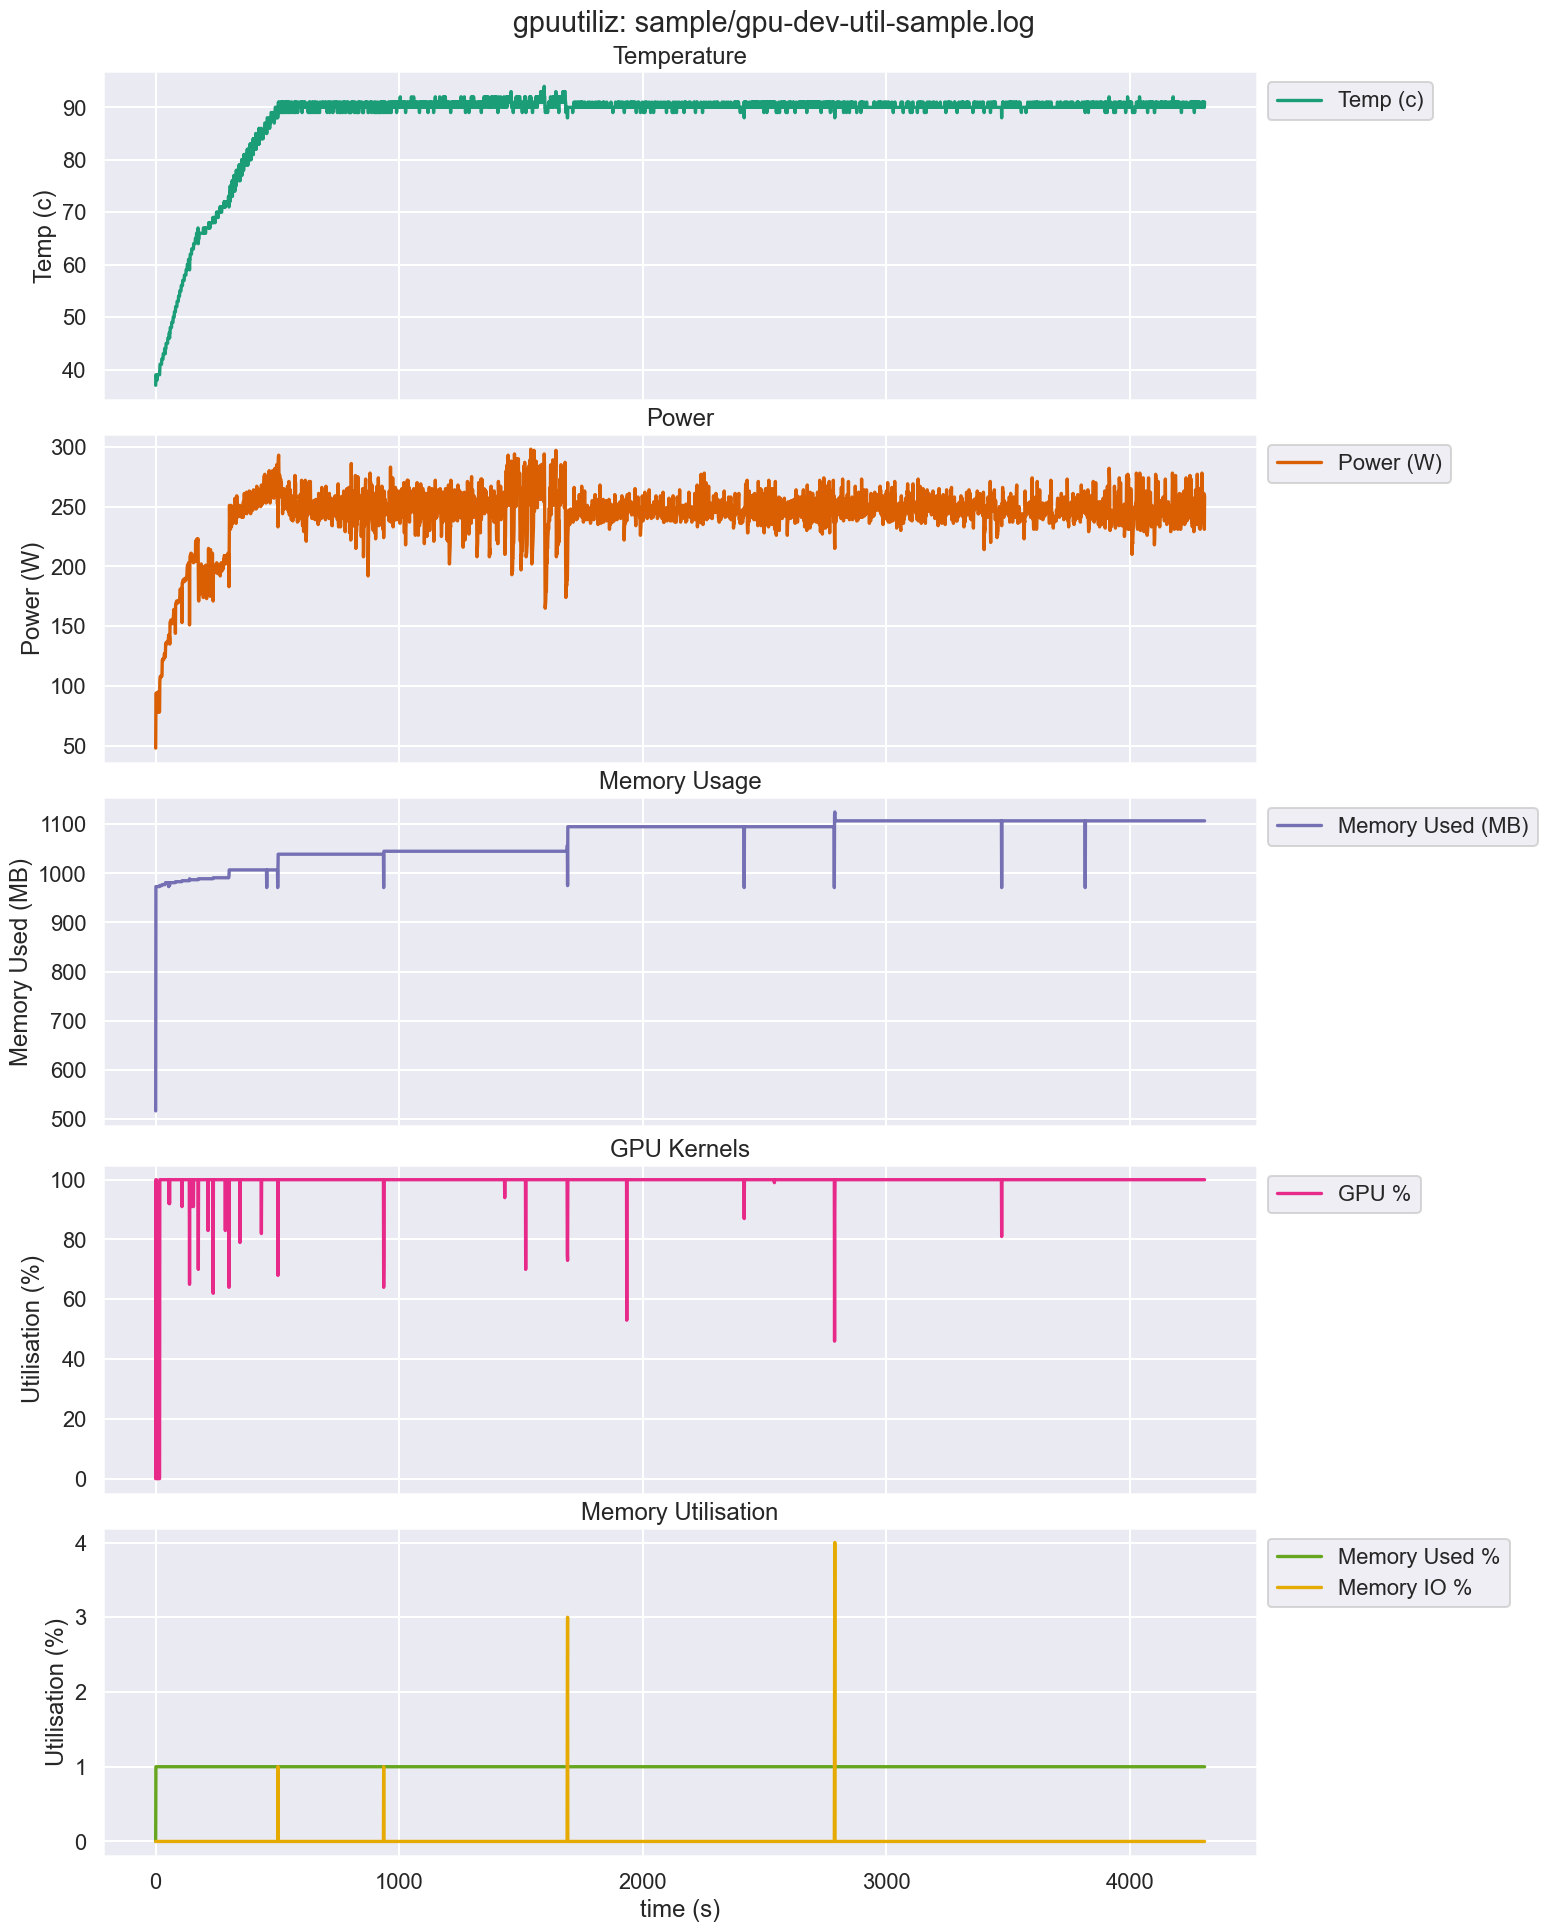 gpuutiliz: sample/gpu-dev-util-sample.log
Temperature
90
80
70
60
50
40
Temp (c)
Temp (c)
Power
300
250
200
150
100
50
Power (W)
Power (W)
Memory Usage
1100
1000
900
800
700
600
500
Memory Used (MB)
Memory Used (MB)
GPU Kernels
100
80
60
40
20
0
Utilisation (%)
GPU %
Memory Utilisation
4
3
2
1
0
Utilisation (%)
Memory Used %
Memory IO %
0 1000 2000 3000 4000
time (s)